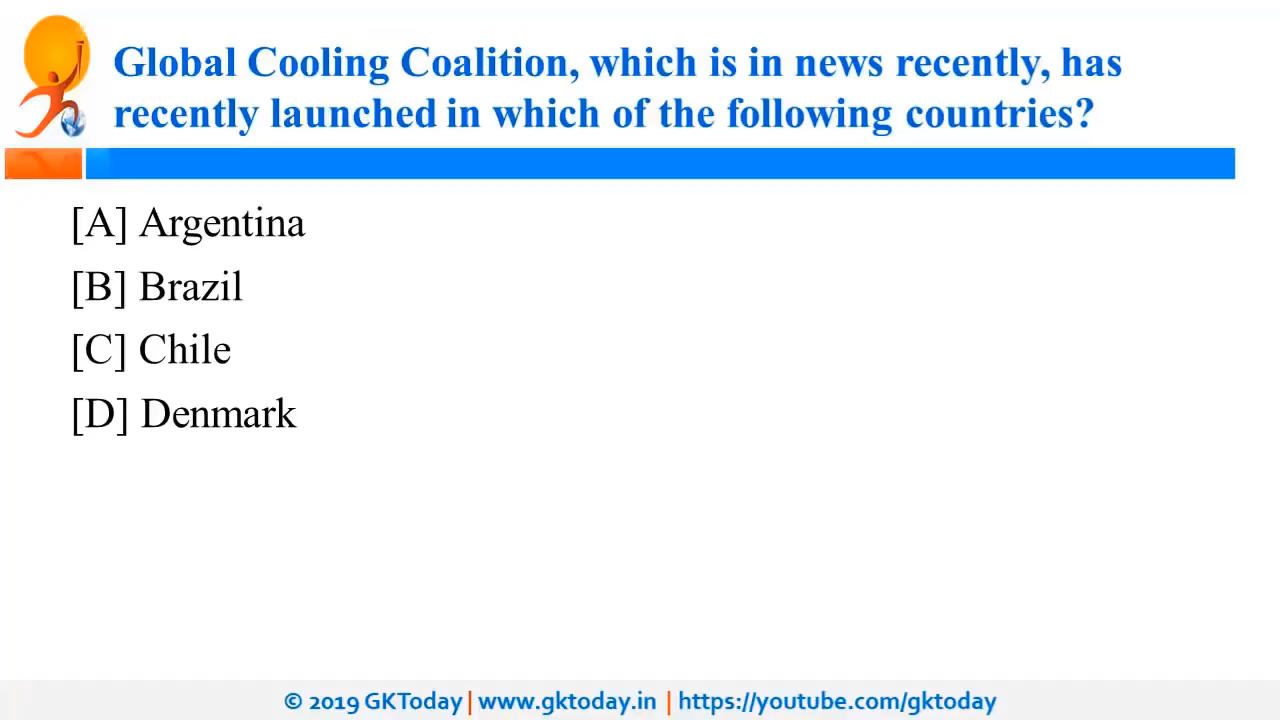 Global Cooling Coalition, which is in news recently, has
recently launched in which of the following countries?
[A] Argentina
[B] Brazil
[C] Chile
[D] Denmark
© 2019 GKToday | www.gktoday.in | https://youtube.com/gktoday